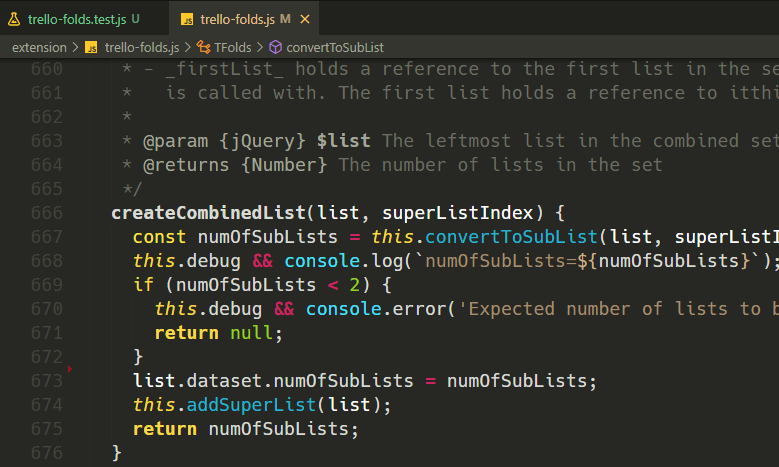 trello-folds.test.js U
JS trello-folds.js M ×
extension > JS trello-folds.js > TFolds > convertToSubList
660 * - _firstList_ holds a reference to the first list in the se
661 *   is called with. The first list holds a reference to itthi
662 *
663 * @param {jQuery} $list The leftmost list in the combined set
664 * @returns {Number} The number of lists in the set
665 */
666 createCombinedList(list, superListIndex) {
667 const numOfSubLists = this.convertToSubList(list, superListI
668 this.debug && console.log(`numOfSubLists=${numOfSubLists}`);
669 if (numOfSubLists < 2) {
670 this.debug && console.error('Expected number of lists to b
671 return null;
672 }
673 list.dataset.numOfSubLists = numOfSubLists;
674 this.addSuperList(list);
675 return numOfSubLists;
676 }